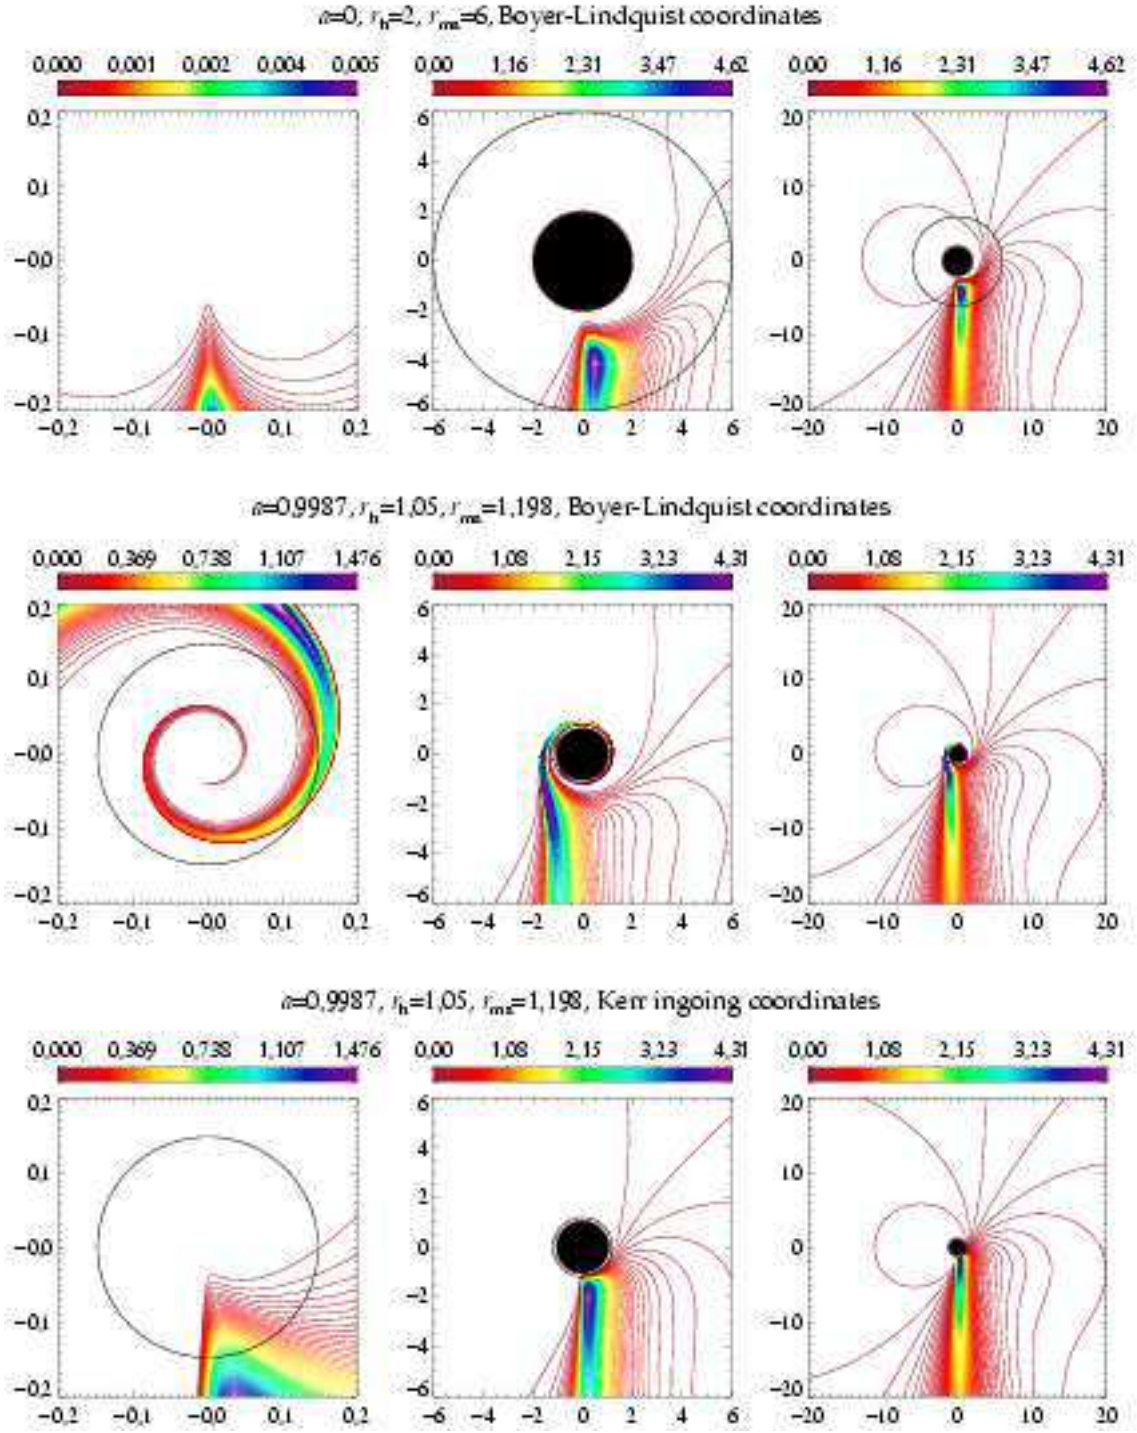 a=0, r_h=2, r_ms=6, Boyer-Lindquist coordinates
0,000 0,001 0,002 0,004 0,005 0,00 1,16 2,31 3,47 4,62 0,00 1,16 2,31 3,47 4,62
0,2 6 20
0,1 4 10
2
−0,0 0 0
−0,1 −2 −10
−4
−0,2 −6 −20
−0,2 −0,1 −0,0 0,1 0,2 −6 −4 −2 0 2 4 6 −20 −10 0 10 20
a=0,9987, r_h=1,05, r_ms=1,198, Boyer-Lindquist coordinates
0,000 0,369 0,738 1,107 1,476 0,00 1,08 2,15 3,23 4,31 0,00 1,08 2,15 3,23 4,31
0,2 6 20
0,1 4 10
2
−0,0 0 0
−0,1 −2 −10
−4
−0,2 −6 −20
−0,2 −0,1 −0,0 0,1 0,2 −6 −4 −2 0 2 4 6 −20 −10 0 10 20
a=0,9987, r_h=1,05, r_ms=1,198, Kerr ingoing coordinates
0,000 0,369 0,738 1,107 1,476 0,00 1,08 2,15 3,23 4,31 0,00 1,08 2,15 3,23 4,31
0,2 6 20
0,1 4 10
2
−0,0 0 0
−0,1 −2 −10
−4
−0,2 −6 −20
−0,2 −0,1 −0,0 0,1 0,2 −6 −4 −2 0 2 4 6 −20 −10 0 10 20